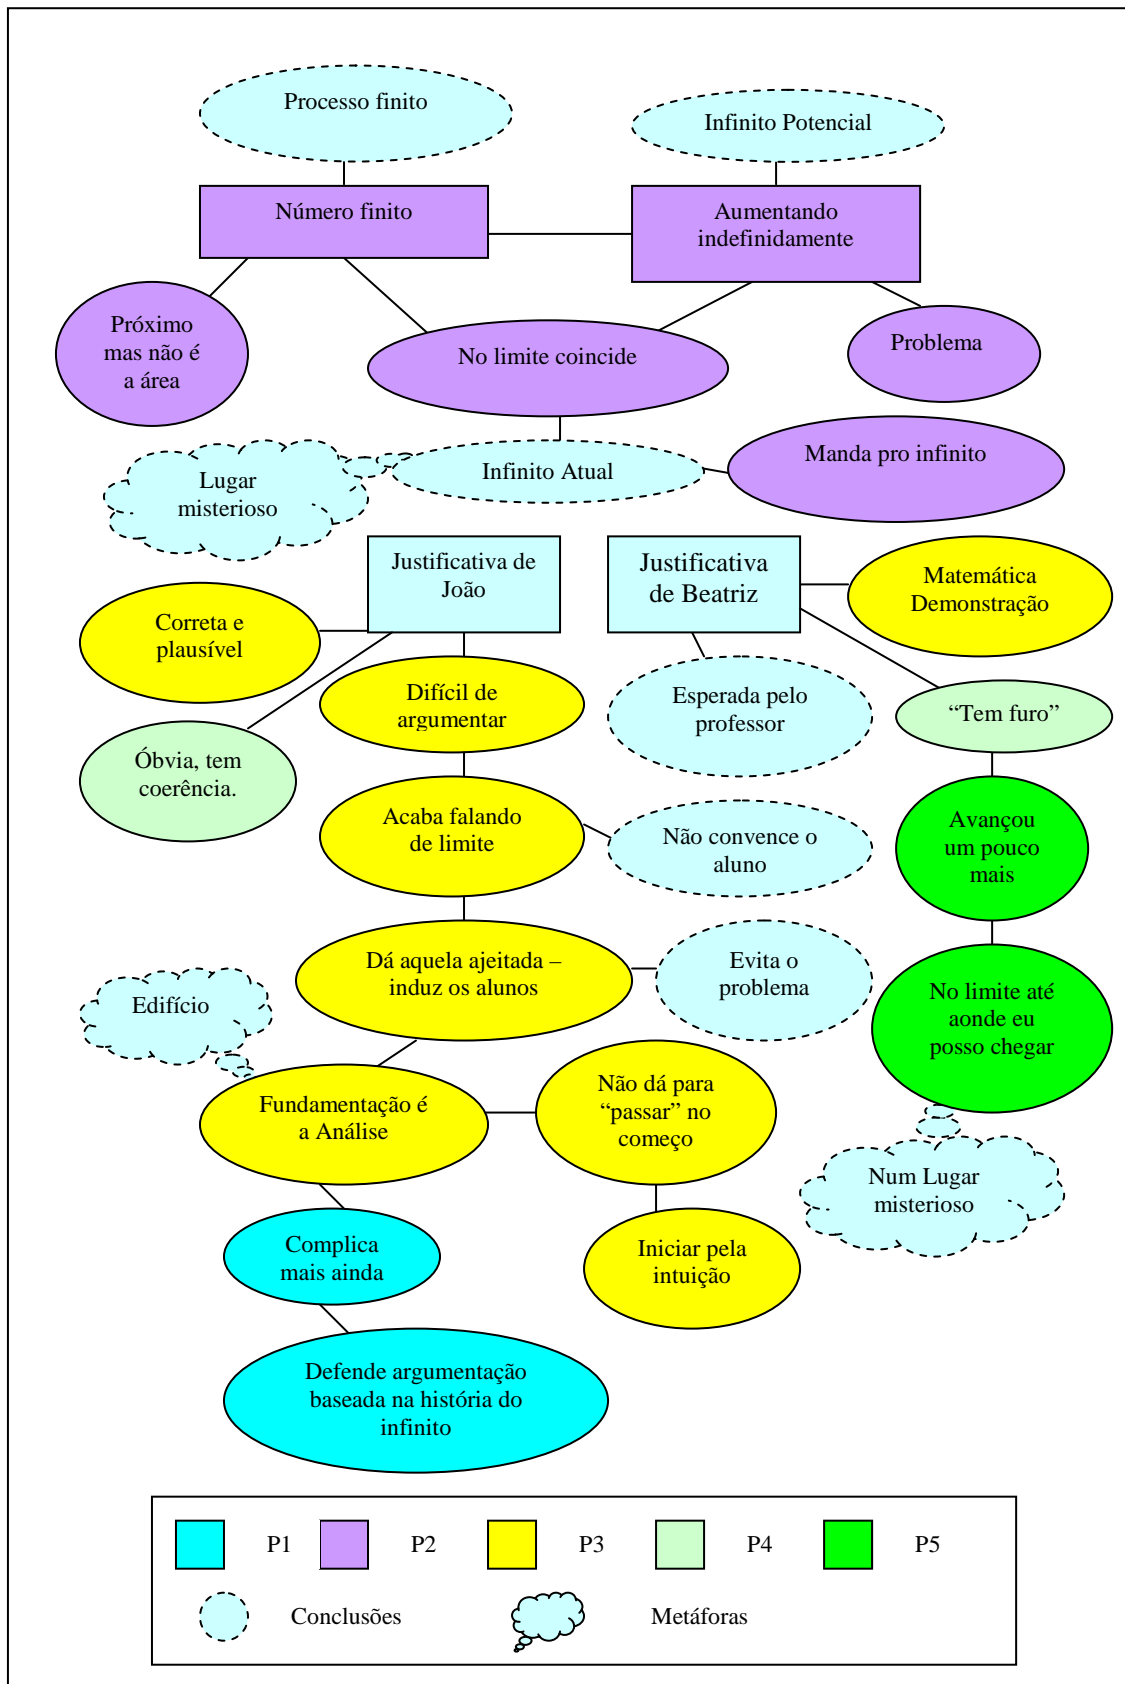 Processo finito
Infinito Potencial
Número finito
Aumentando
indefinidamente
Próximo
mas não é
a área
No limite coincide
Problema
Lugar
misterioso
Infinito Atual
Manda pro infinito
Justificativa de
João
Justificativa
de Beatriz
Matemática
Demonstração
Correta e
plausível
Difícil de
argumentar
Esperada pelo
professor
“Tem furo”
Óbvia, tem
coerência.
Acaba falando
de limite
Não convence o
aluno
Avançou
um pouco
mais
Dá aquela ajeitada –
induz os alunos
Evita o
problema
Edifício
No limite até
aonde eu
posso chegar
Fundamentação é
a Análise
Não dá para
“passar” no
começo
Num Lugar
misterioso
Complica
mais ainda
Iniciar pela
intuição
Defende argumentação
baseada na história do
infinito
P1 P2 P3 P4 P5
Conclusões Metáforas